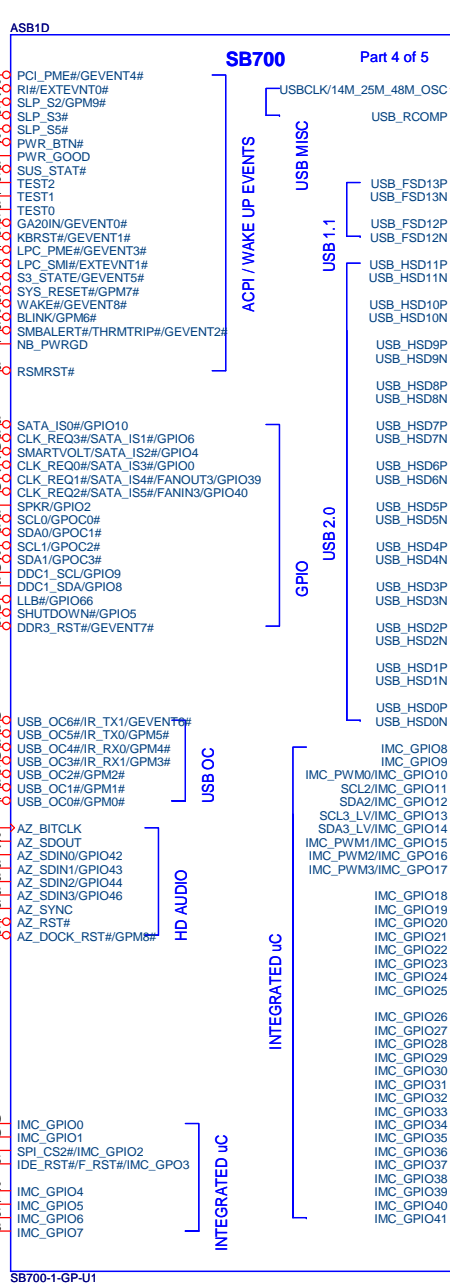 ASB1D
SB700
Part 4 of 5
PCI_PME#/GEVENT4#
RI#/EXTEVNT0#
SLP_S2/GPM9#
SLP_S3#
SLP_S5#
PWR_BTN#
PWR_GOOD
SUS_STAT#
TEST2
TEST1
TEST0
GA20IN/GEVENT0#
KBRST#/GEVENT1#
LPC_PME#/GEVENT3#
LPC_SMI#/EXTEVNT1#
S3_STATE/GEVENT5#
SYS_RESET#/GPM7#
WAKE#/GEVENT8#
BLINK/GPM6#
SMBALERT#/THRMTRIP#/GEVENT2#
NB_PWRGD
RSMRST#
ACPI / WAKE UP EVENTS
SATA_IS0#/GPIO10
CLK_REQ3#/SATA_IS1#/GPIO6
SMARTVOLT/SATA_IS2#/GPIO4
CLK_REQ0#/SATA_IS3#/GPIO0
CLK_REQ1#/SATA_IS4#/FANOUT3/GPIO39
CLK_REQ2#/SATA_IS5#/FANIN3/GPIO40
SPKR/GPIO2
SCL0/GPOC0#
SDA0/GPOC1#
SCL1/GPOC2#
SDA1/GPOC3#
DDC1_SCL/GPIO9
DDC1_SDA/GPIO8
LLB#/GPIO66
SHUTDOWN#/GPIO5
DDR3_RST#/GEVENT7#
GPIO
USB_OC6#/IR_TX1/GEVENT6#
USB_OC5#/IR_TX0/GPM5#
USB_OC4#/IR_RX0/GPM4#
USB_OC3#/IR_RX1/GPM3#
USB_OC2#/GPM2#
USB_OC1#/GPM1#
USB_OC0#/GPM0#
USB OC
AZ_BITCLK
AZ_SDOUT
AZ_SDIN0/GPIO42
AZ_SDIN1/GPIO43
AZ_SDIN2/GPIO44
AZ_SDIN3/GPIO46
AZ_SYNC
AZ_RST#
AZ_DOCK_RST#/GPM8#
HD AUDIO
IMC_GPIO0
IMC_GPIO1
SPI_CS2#/IMC_GPIO2
IDE_RST#/F_RST#/IMC_GPO3
IMC_GPIO4
IMC_GPIO5
IMC_GPIO6
IMC_GPIO7
INTEGRATED uC
USBCLK/14M_25M_48M_OSC
USB_RCOMP
USB MISC
USB_FSD13P
USB_FSD13N
USB_FSD12P
USB_FSD12N
USB 1.1
USB_HSD11P
USB_HSD11N
USB_HSD10P
USB_HSD10N
USB_HSD9P
USB_HSD9N
USB_HSD8P
USB_HSD8N
USB_HSD7P
USB_HSD7N
USB_HSD6P
USB_HSD6N
USB_HSD5P
USB_HSD5N
USB_HSD4P
USB_HSD4N
USB_HSD3P
USB_HSD3N
USB_HSD2P
USB_HSD2N
USB_HSD1P
USB_HSD1N
USB_HSD0P
USB_HSD0N
USB 2.0
IMC_GPIO8
IMC_GPIO9
IMC_PWM0/IMC_GPIO10
SCL2/IMC_GPIO11
SDA2/IMC_GPIO12
SCL3_LV/IMC_GPIO13
SDA3_LV/IMC_GPIO14
IMC_PWM1/IMC_GPIO15
IMC_PWM2/IMC_GPO16
IMC_PWM3/IMC_GPO17
IMC_GPIO18
IMC_GPIO19
IMC_GPIO20
IMC_GPIO21
IMC_GPIO22
IMC_GPIO23
IMC_GPIO24
IMC_GPIO25
IMC_GPIO26
IMC_GPIO27
IMC_GPIO28
IMC_GPIO29
IMC_GPIO30
IMC_GPIO31
IMC_GPIO32
IMC_GPIO33
IMC_GPIO34
IMC_GPIO35
IMC_GPIO36
IMC_GPIO37
IMC_GPIO38
IMC_GPIO39
IMC_GPIO40
IMC_GPIO41
INTEGRATED uC
SB700-1-GP-U1